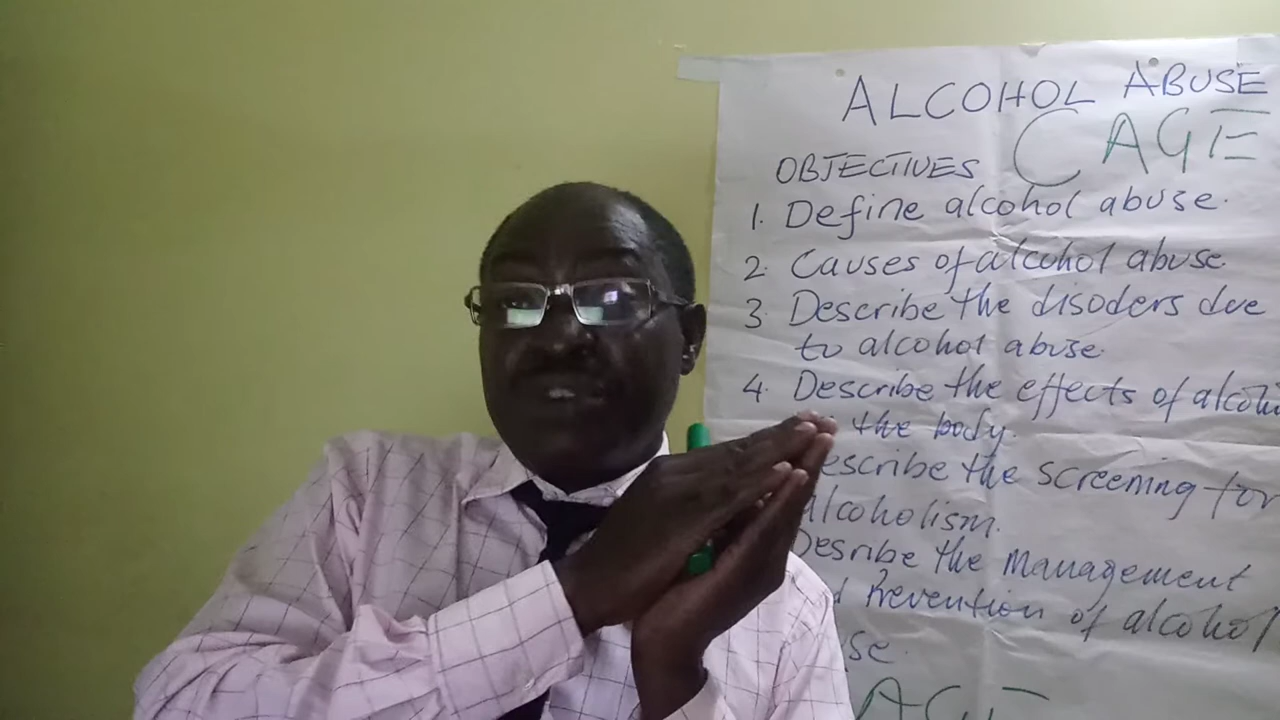 ALCOHOL ABUSE
CAGE
OBJECTIVES
1. Define alcohol abuse.
2. Causes of alcohol abuse.
3. Describe the disoders due
to alcohol abuse.
4. Describe the effects of alcoh
the body.
escribe the screening for
alcoholism.
Desribe the management
Prevention of alcohol
se.
AGE